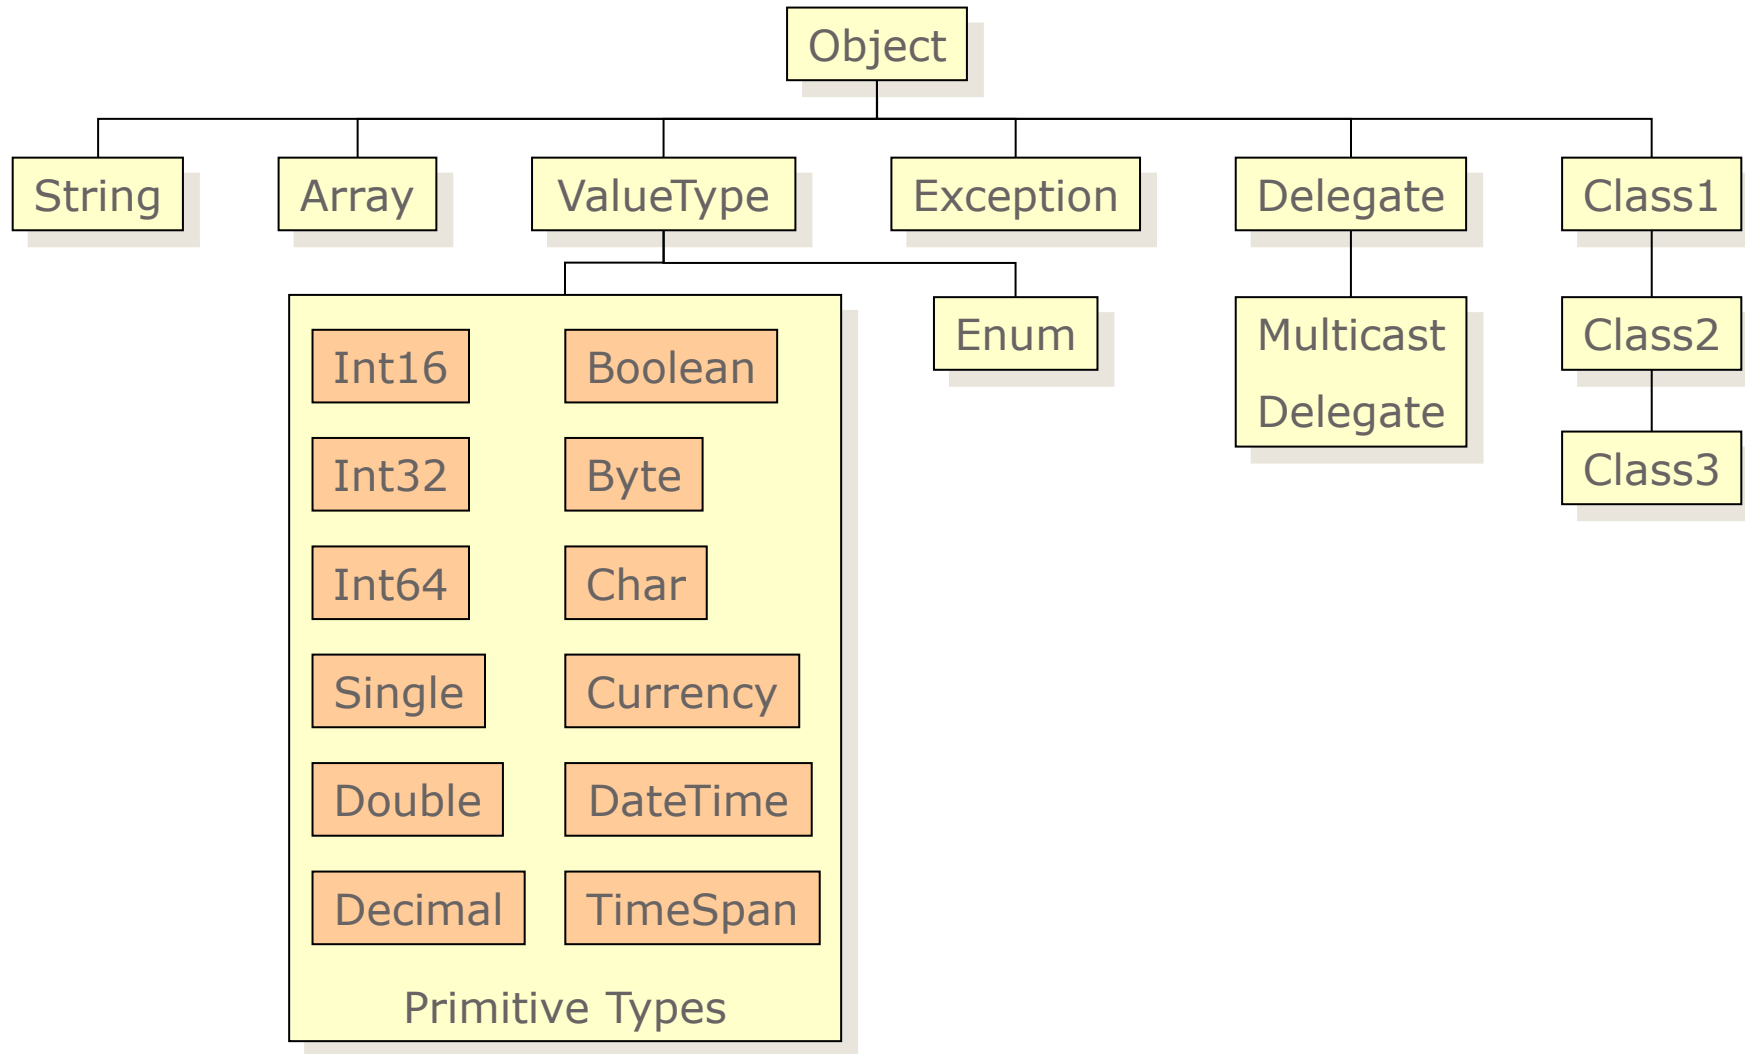 Object
String
Array
ValueType
Exception
Delegate
Class1
Int16
Boolean
Int32
Byte
Int64
Char
Single
Currency
Double
DateTime
Decimal
TimeSpan
Primitive Types
Enum
Multicast
Delegate
Class2
Class3